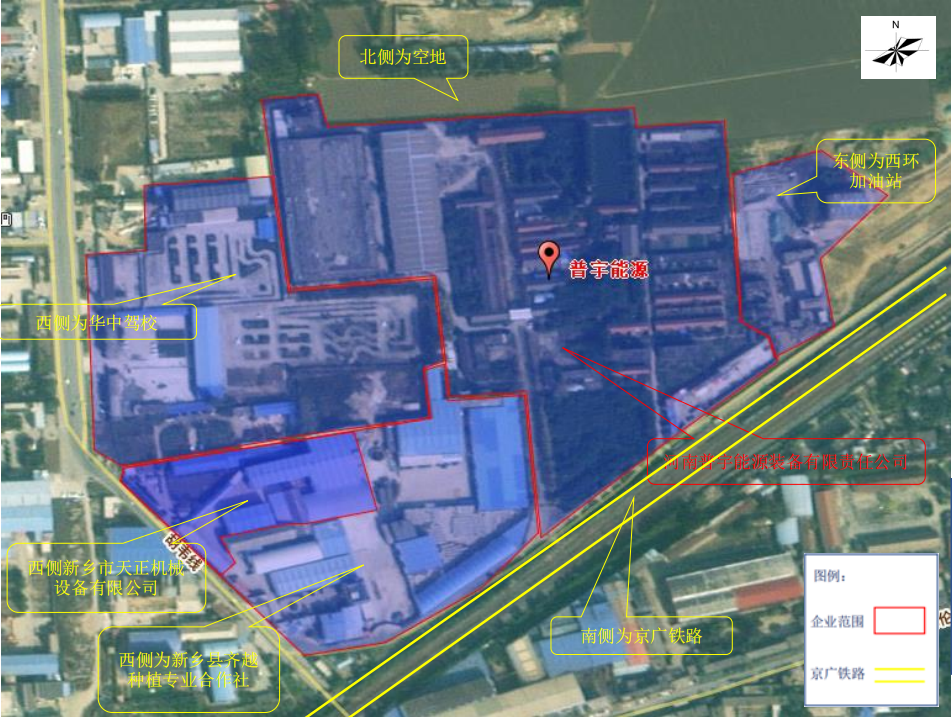 N
北侧为空地
东侧为西环
加油站
普宇能源
西侧为华中驾校
河南普宇能源装备有限责任公司
西侧新乡市天正机械
设备有限公司
图例：
企业范围
南侧为京广铁路
西侧为新乡县齐越
种植专业合作社
京广铁路